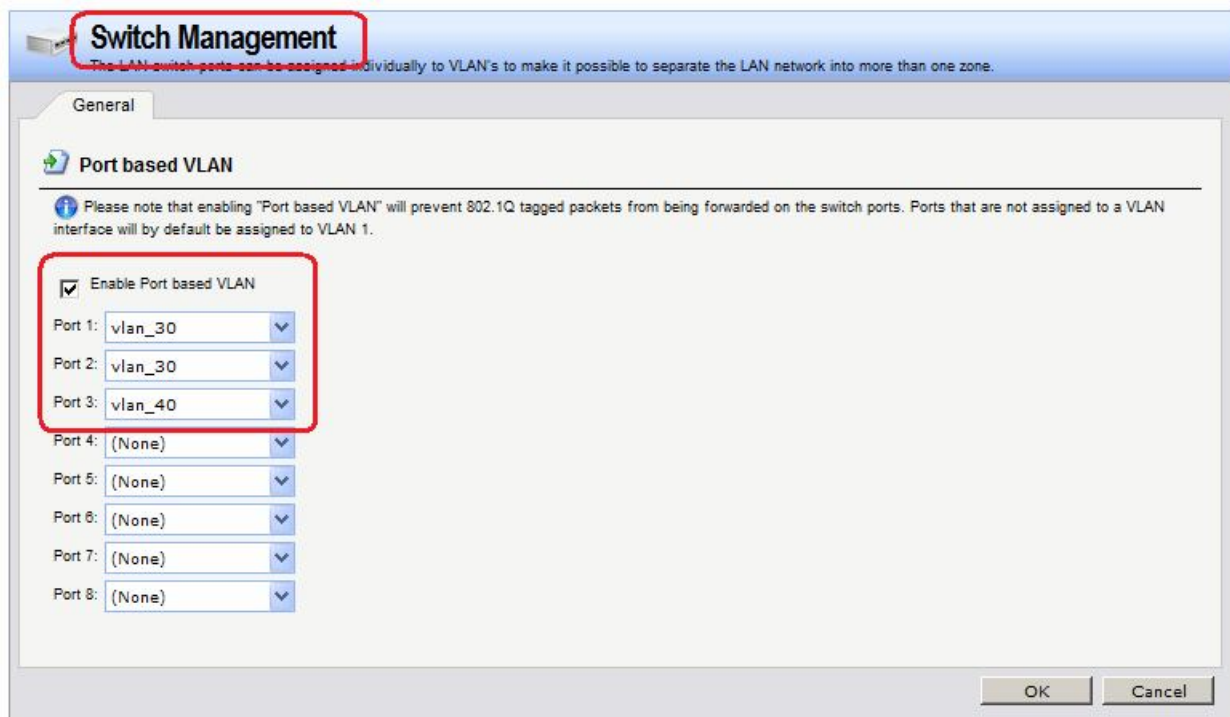 Switch Management
The LAN switch ports can be assigned individually to VLAN's to make it possible to separate the LAN network into more than one zone.
General
Port based VLAN
Please note that enabling "Port based VLAN" will prevent 802.1Q tagged packets from being forwarded on the switch ports. Ports that are not assigned to a VLAN
interface will by default be assigned to VLAN 1.
Enable Port based VLAN
Port 1: vlan_30
Port 2: vlan_30
Port 3: vlan_40
Port 4: (None)
Port 5: (None)
Port 6: (None)
Port 7: (None)
Port 8: (None)
OK Cancel